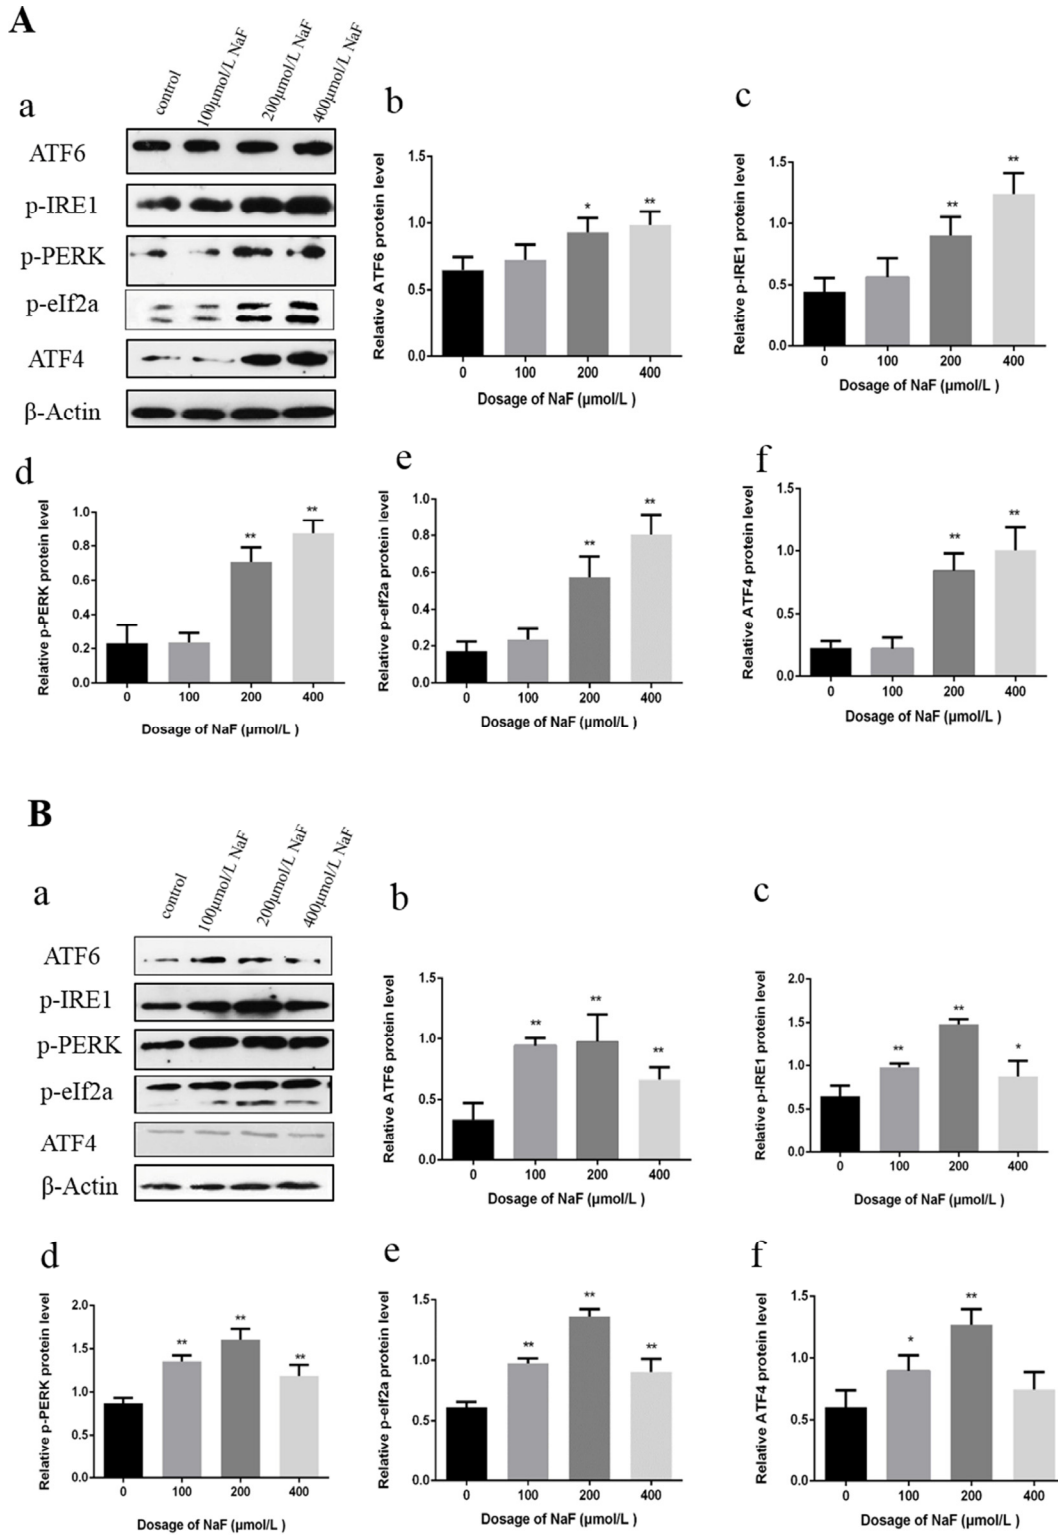 A
a
control
100μmol/L NaF
200μmol/L NaF
400μmol/L NaF
ATF6
p-IRE1
p-PERK
p-eIf2a
ATF4
β-Actin
b
Relative ATF6 protein level
1.5
1.0
0.5
0.0
*
**
0 100 200 400
Dosage of NaF (μmol/L )
c
Relative p-IRE1 protein level
1.5
1.0
0.5
0.0
**
**
0 100 200 400
Dosage of NaF (μmol/L )
d
Relative p-PERK protein level
1.0
0.8
0.6
0.4
0.2
0.0
**
**
0 100 200 400
Dosage of NaF (μmol/L )
e
Relative p-eIf2a protein level
1.0
0.8
0.6
0.4
0.2
0.0
**
**
0 100 200 400
Dosage of NaF (μmol/L )
f
Relative ATF4 protein level
1.5
1.0
0.5
0.0
**
**
0 100 200 400
Dosage of NaF (μmol/L )
B
a
control
100μmol/L NaF
200μmol/L NaF
400μmol/L NaF
ATF6
p-IRE1
p-PERK
p-eIf2a
ATF4
β-Actin
b
Relative ATF6 protein level
1.5
1.0
0.5
0.0
**
**
**
0 100 200 400
Dosage of NaF (μmol/L )
c
Relative p-IRE1 protein level
2.0
1.5
1.0
0.5
0.0
**
**
*
0 100 200 400
Dosage of NaF (μmol/L )
d
Relative p-PERK protein level
2.0
1.5
1.0
0.5
0.0
**
**
**
0 100 200 400
Dosage of NaF (μmol/L )
e
Relative p-eIf2a protein level
1.5
1.0
0.5
0.0
**
**
**
0 100 200 400
Dosage of NaF (μmol/L )
f
Relative ATF4 protein level
1.5
1.0
0.5
0.0
*
**
0 100 200 400
Dosage of NaF (μmol/L )